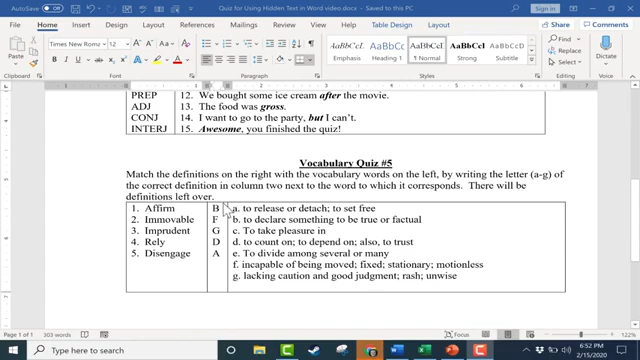 AutoSave Off
Quiz for Using Hidden Text in Word video.docx - Saved to this PC
Sign in
File Home Insert Draw Design Layout References Mailings Review View Help Table Design Layout Search
Times New Roma 12
AaBbCcI AaBbCcI AaBbCcI AaBbCcI AaBbCcI
Emphasis Heading 1 ¶ Normal Strong Subtitle
Find
Replace
Select
Dictate
Paste
Clipboard Font Paragraph Styles Editing Voice
PREP 12. We bought some ice cream after the movie.
ADJ 13. The food was gross.
CONJ 14. I want to go to the party, but I can't.
INTERJ 15. Awesome, you finished the quiz!
Vocabulary Quiz #5
Match the definitions on the right with the vocabulary words on the left, by writing the letter (a-g) of
the correct definition in column two next to the word to which it corresponds. There will be
definitions left over.
1. Affirm B a. to release or detach; to set free
2. Immovable F b. to declare something to be true or factual
3. Imprudent G c. To take pleasure in
4. Rely D d. to count on; to depend on; also, to trust
5. Disengage A e. To divide among several or many
f. incapable of being moved; fixed; stationary; motionless
g. lacking caution and good judgment; rash; unwise
Page 1 of 1 303 words
Focus
122%
Type here to search
6:52 PM
2/15/2020